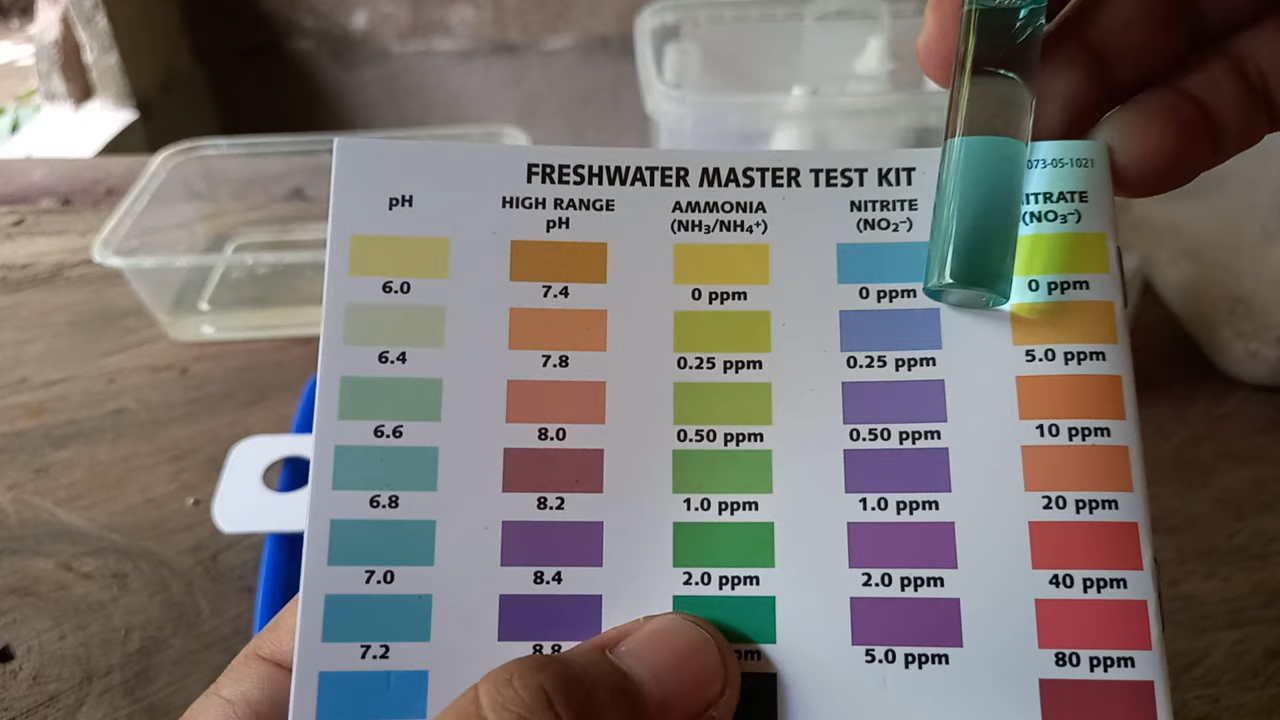 FRESHWATER MASTER TEST KIT
073-05-1021
pH
HIGH RANGE
pH
AMMONIA
(NH₃/NH₄⁺)
NITRITE
(NO₂⁻)
ITRATE
(NO₃⁻)
6.0
7.4
0 ppm
0 ppm
0 ppm
6.4
7.8
0.25 ppm
0.25 ppm
5.0 ppm
6.6
8.0
0.50 ppm
0.50 ppm
10 ppm
6.8
8.2
1.0 ppm
1.0 ppm
20 ppm
7.0
8.4
2.0 ppm
2.0 ppm
40 ppm
7.2
8.8
5.0 ppm
80 ppm